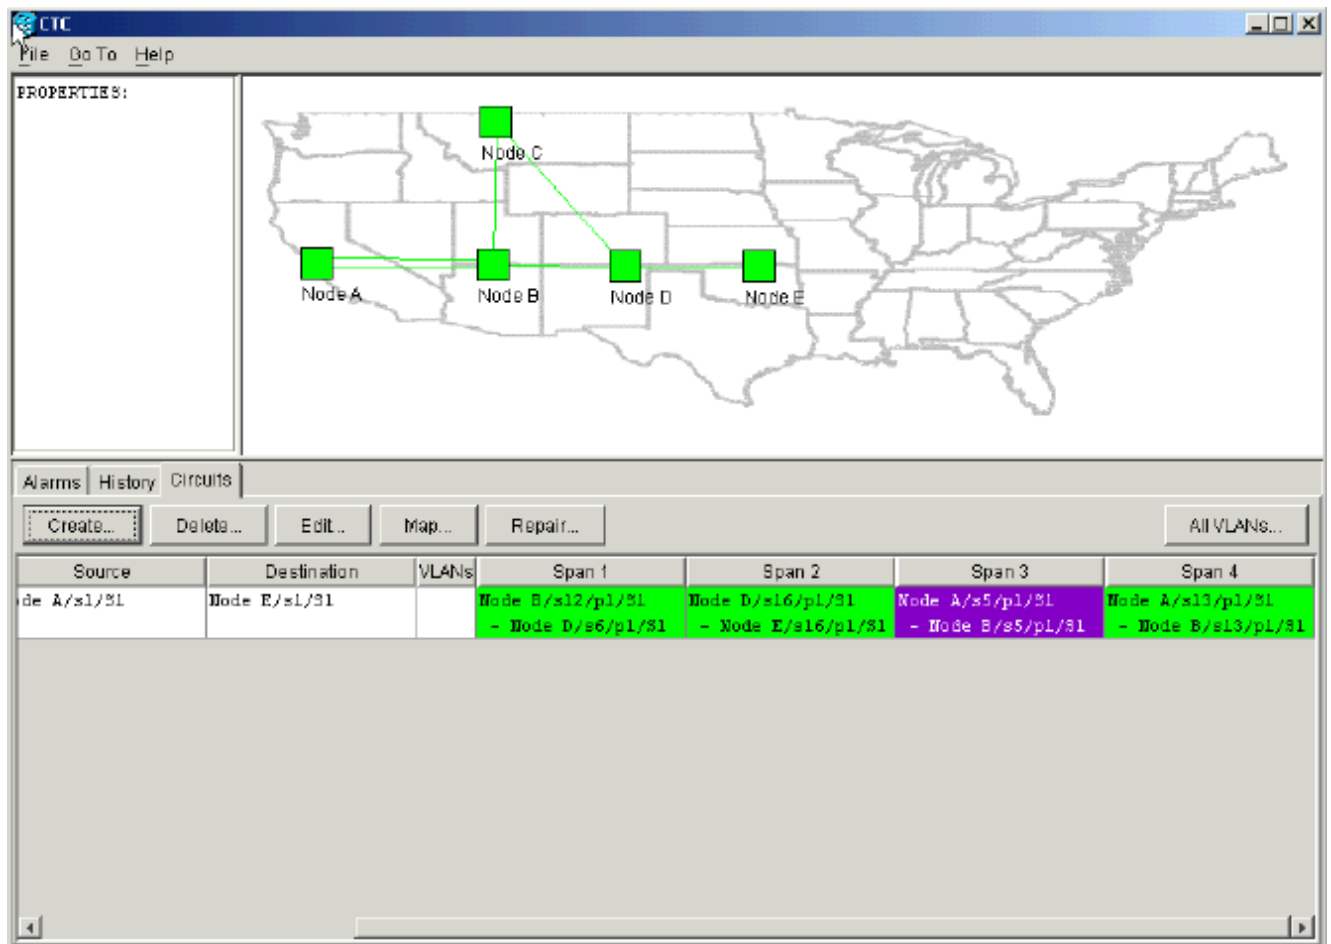 CTC
File Go To Help
PROPERTIES:
Node C
Node A
Node B
Node D
Node E
Alarms History Circuits
Create... Delete... Edit... Map... Repair... All VLANs...
Source Destination VLANs Span 1 Span 2 Span 3 Span 4
de A/s1/S1 Node E/s1/S1 Node B/s12/p1/S1 Node D/s16/p1/S1 Node A/s5/p1/S1 Node A/s13/p1/S1
- Node D/s6/p1/S1 - Node E/s16/p1/S1 - Node B/s5/p1/S1 - Node B/s13/p1/S1